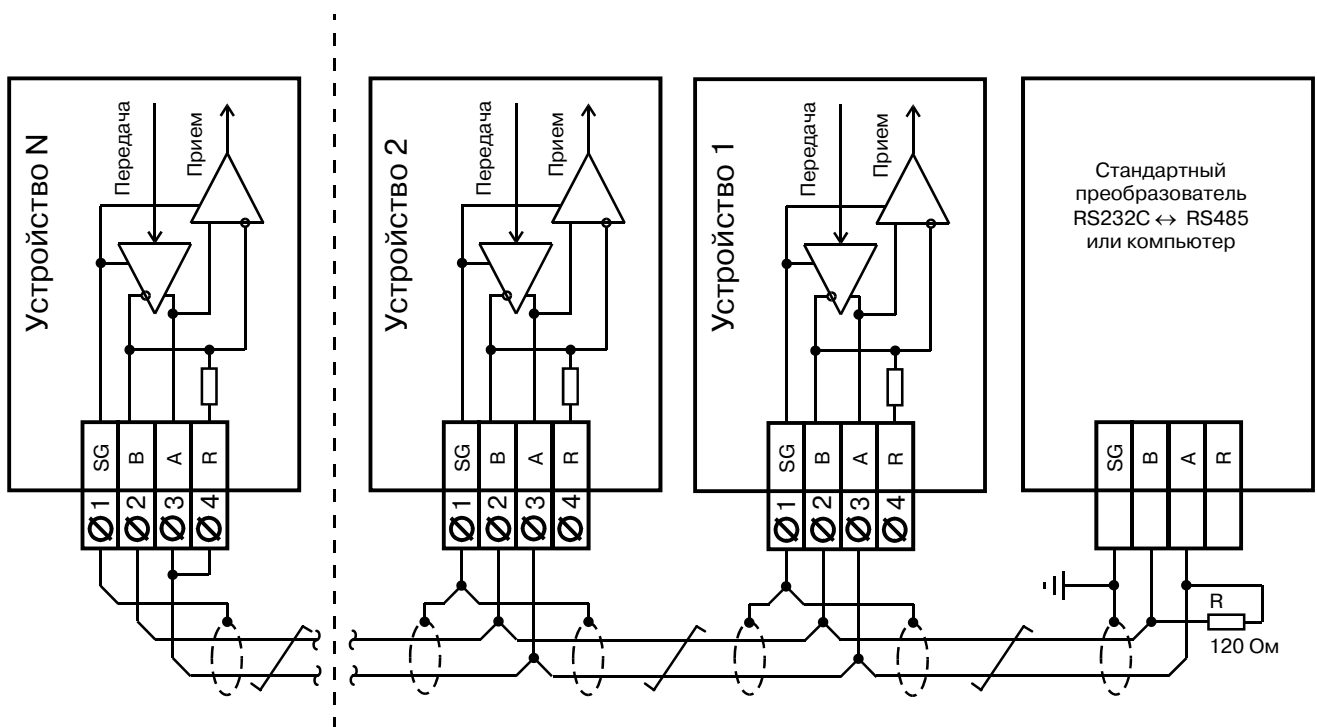 Устройство N
Передача
Прием
SG
B
A
R
1
2
3
4
Устройство 2
Передача
Прием
SG
B
A
R
1
2
3
4
Устройство 1
Передача
Прием
SG
B
A
R
1
2
3
4
Стандартный
преобразователь
RS232C ↔ RS485
или компьютер
SG
B
A
R
R
120 Ом